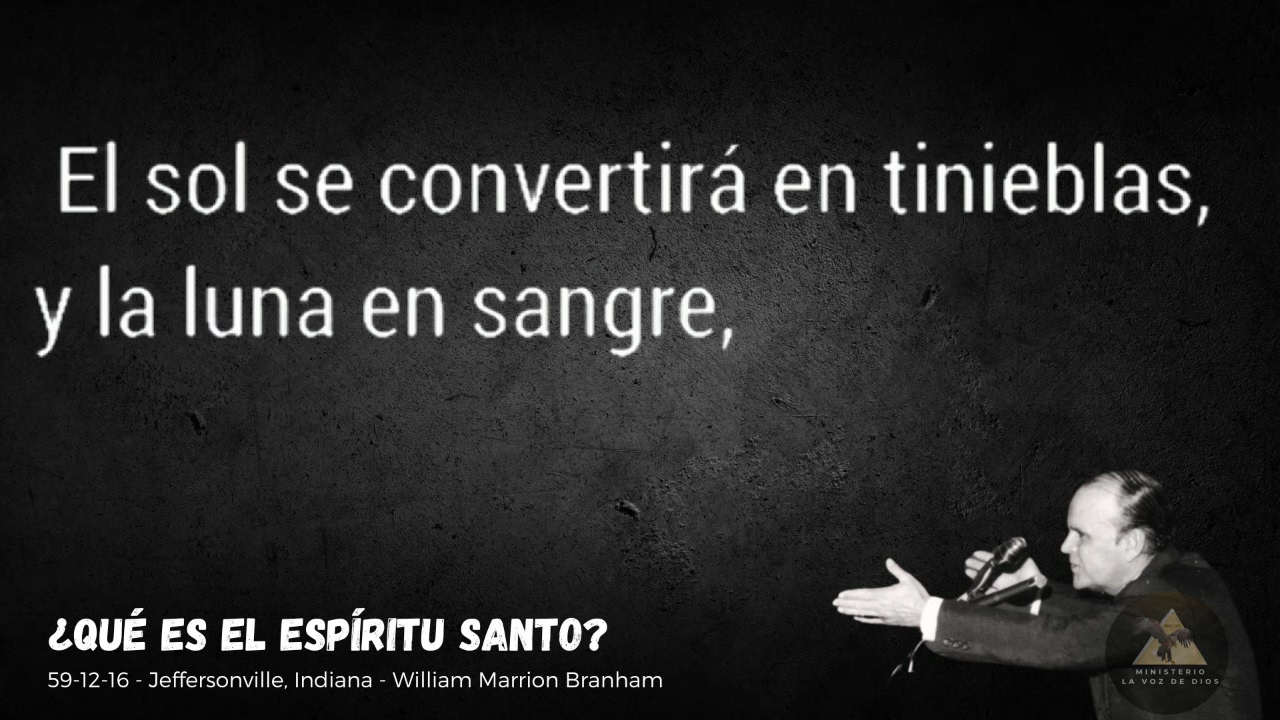 El sol se convertirá en tinieblas,
y la luna en sangre,
¿QUÉ ES EL ESPÍRITU SANTO?
59-12-16 - Jeffersonville, Indiana - William Marrion Branham
MINISTERIO
LA VOZ DE DIOS